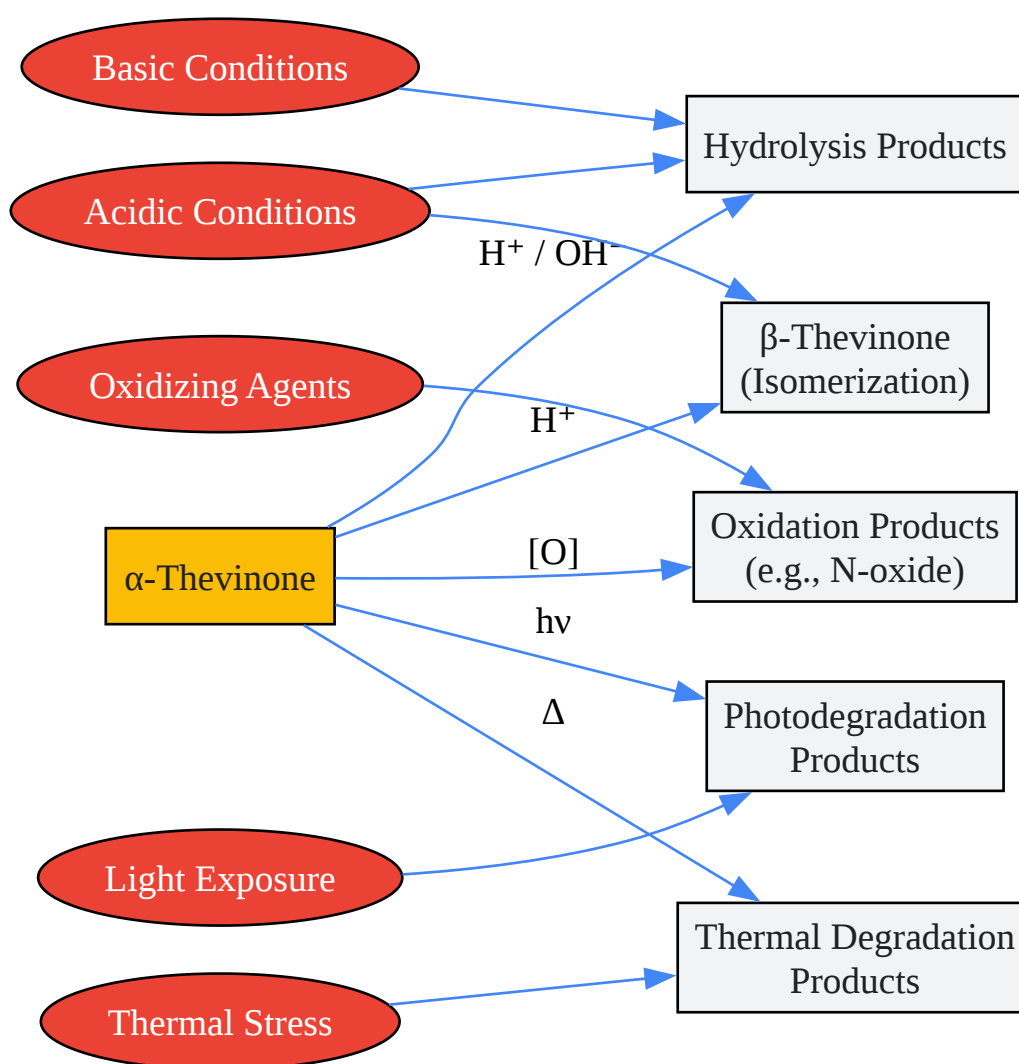 Basic Conditions
Hydrolysis Products
Acidic Conditions
H⁺ / OH⁻
β-Thevinone
(Isomerization)
Oxidizing Agents
H⁺
Oxidation Products
(e.g., N-oxide)
[O]
α-Thevinone
hν
Photodegradation
Products
Δ
Light Exposure
Thermal Degradation
Products
Thermal Stress